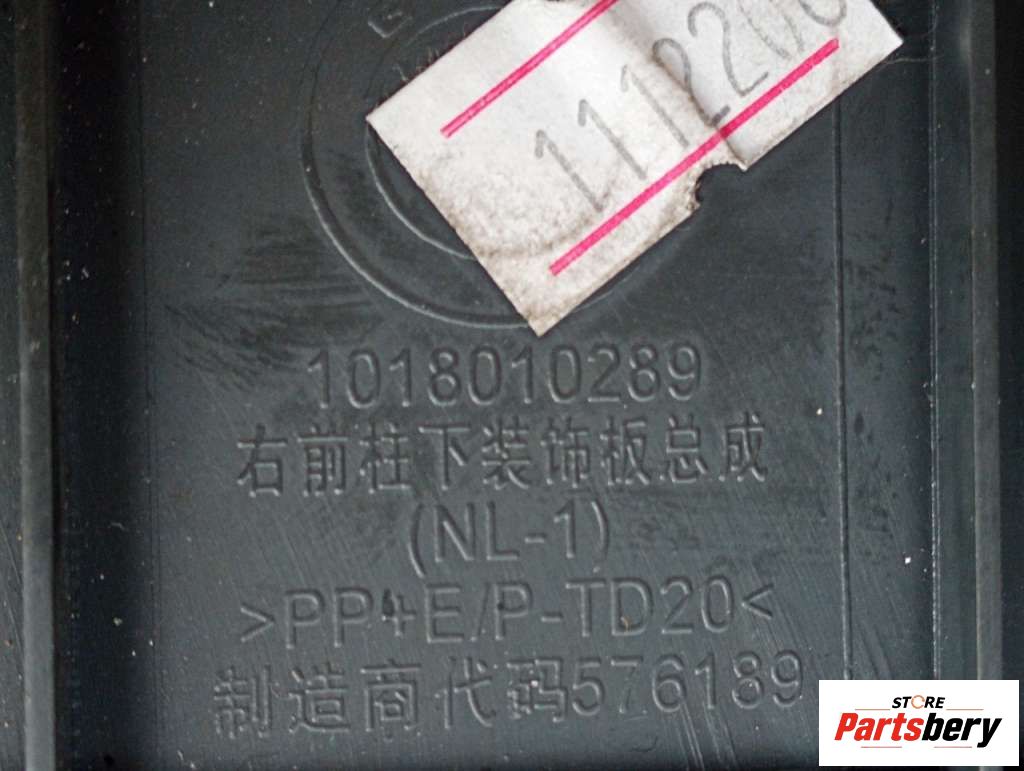 111220
1018010289
右前柱下装饰板总成
(NL-1)
>PP+E/P-TD20<
制造商代码576189
STORE
Partsbery